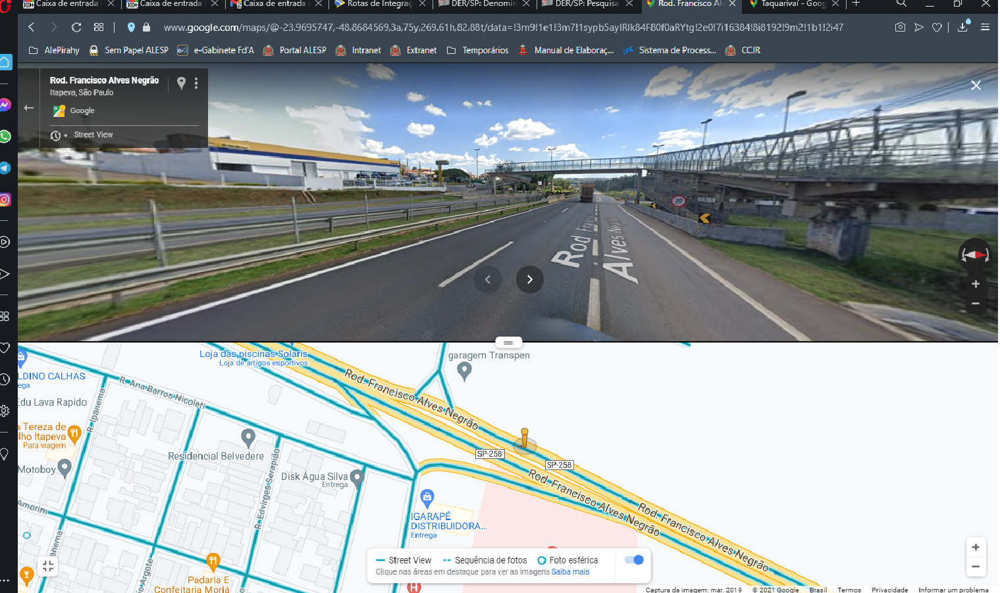 Caixa de entrada
Caixa de entrada
Caixa de entrada
Rotas de Integraç
DER/SP: Denomin
DER/SP: Pesquisa
Rod. Francisco Al
Taquarivaí - Goog
www.google.com/maps/@-23.9695747,-48.8684569,3a,75y,269.61h,82.88t/data=!3m9!1e1!3m7!1sypb5aylRlk84F80f0aRYtg!2e0!7i16384!8i8192!9m2!1b1!2i47
AlePirahy
Sem Papel ALESP
e-Gabinete Fd'A
Portal ALESP
Intranet
Extranet
Temporários
Manual de Elaboraç...
Sistema de Process...
CCJR
Rod. Francisco Alves Negrão
Itapeva, São Paulo
Google
Street View
30
Rod Fran
Alves Neg
Loja das piscinas Solaris
Loja de artigos esportivos
garagem Transpen
LDINO CALHAS
ega
Edu Lava Rapido
R. Ipanema
R. Ana Barros Nicoleti
Rod. Francisco Alves Negrão
a Tereza de
lho Itapeva
Para viagem
Residencial Belvedere
Motoboy
Disk Água Silva
Entrega
R. Edvirges Serapião
SP-258
SP-258
Rod. Francisco Alves Negrão
Rod. Francisco Alves Negrão
Amorim
anema
io Argote
IGARAPÉ
DISTRIBUIDORA...
Entrega
Padaria E
Confeitaria Moriá
Street View
Sequência de fotos
Foto esférica
Clique nas áreas em destaque para ver as imagens Saiba mais
H
Captura da imagem: mar. 2019 © 2021 Google Brasil Termos Privacidade Informar um problema